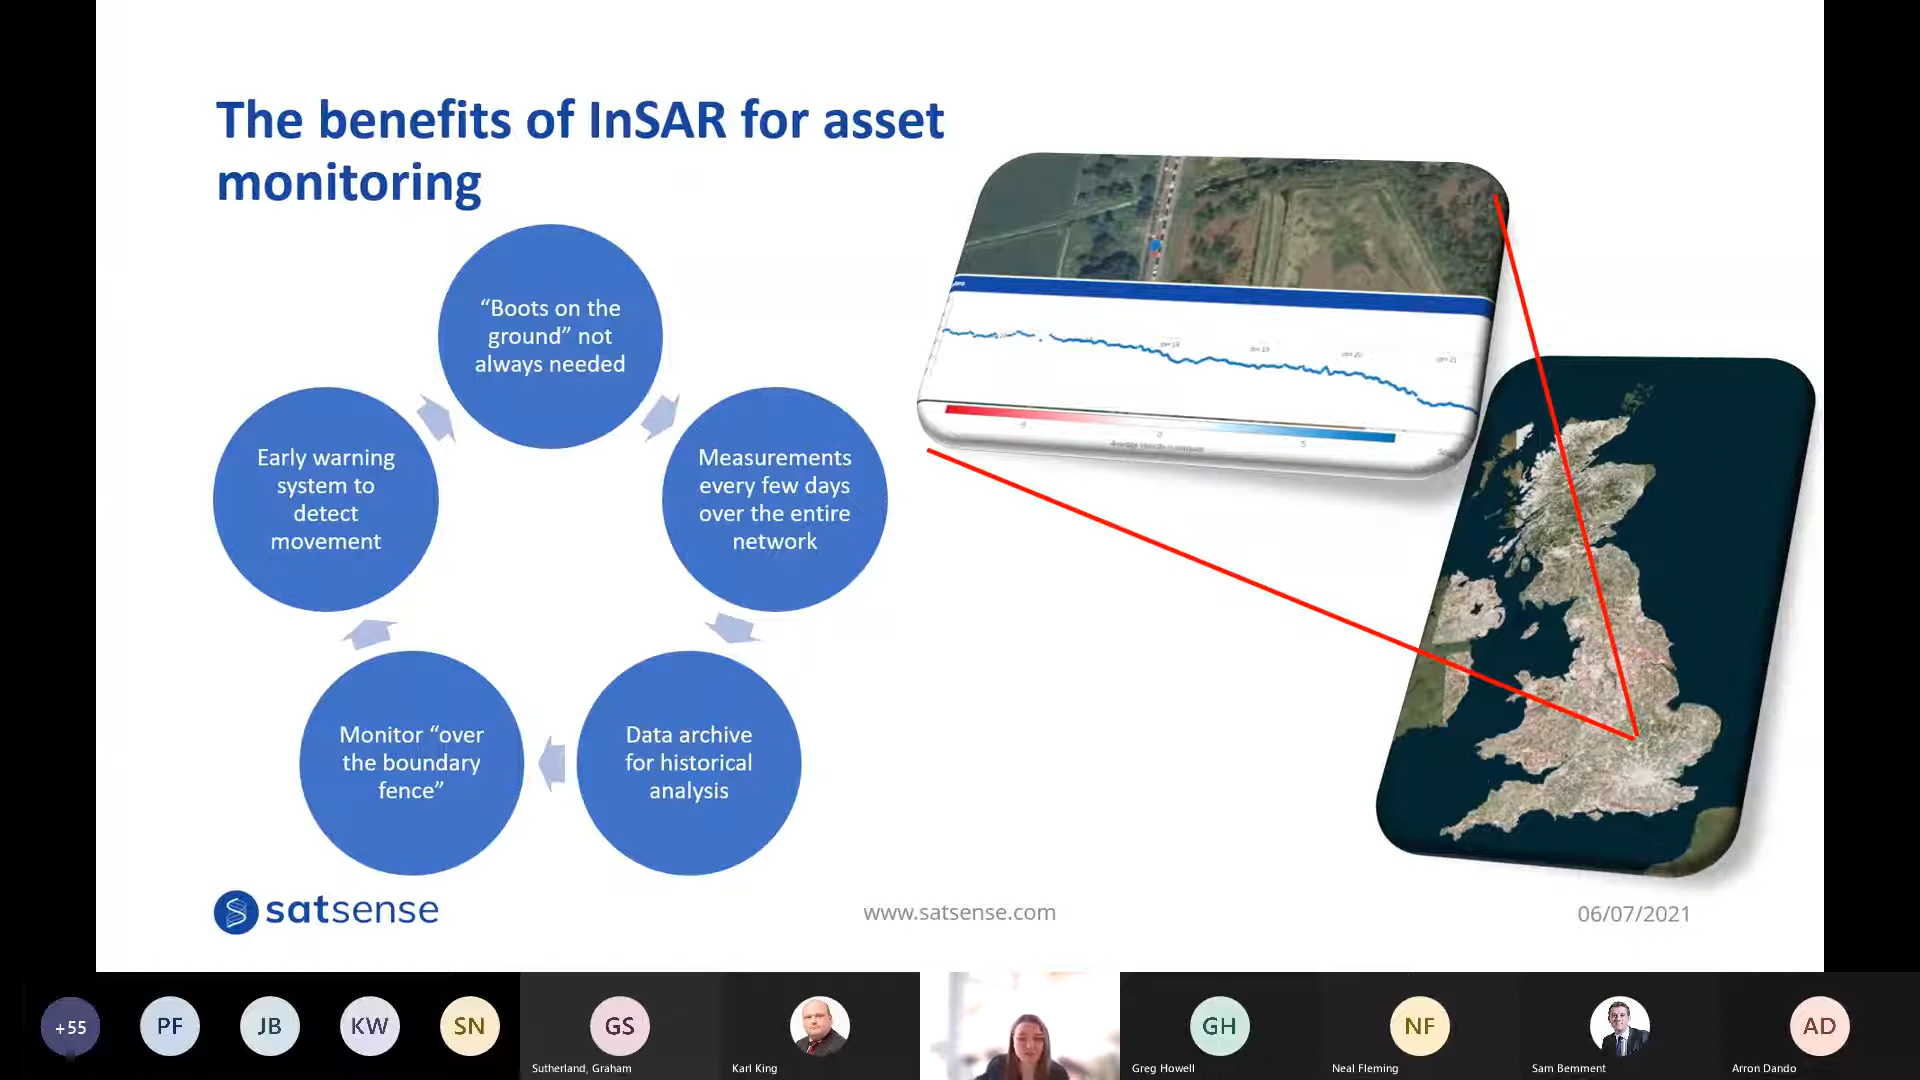 The benefits of InSAR for asset
monitoring
“Boots on the
ground” not
always needed
Measurements
every few days
over the entire
network
Data archive
for historical
analysis
Monitor “over
the boundary
fence”
Early warning
system to
detect
movement
satsense
www.satsense.com
06/07/2021
+55
PF
JB
KW
SN
GS
Sutherland, Graham
Karl King
GH
Greg Howell
NF
Neal Fleming
Sam Bemment
AD
Arron Dando